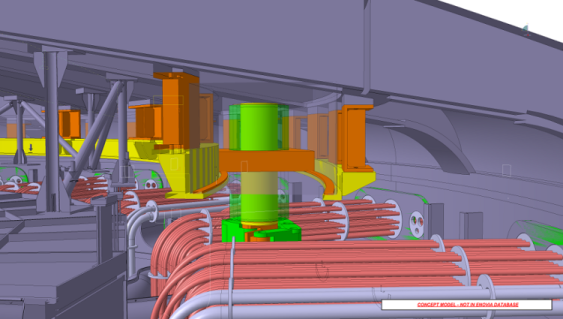 CONCEPT MODEL - NOT IN ENOVIA DATABASE